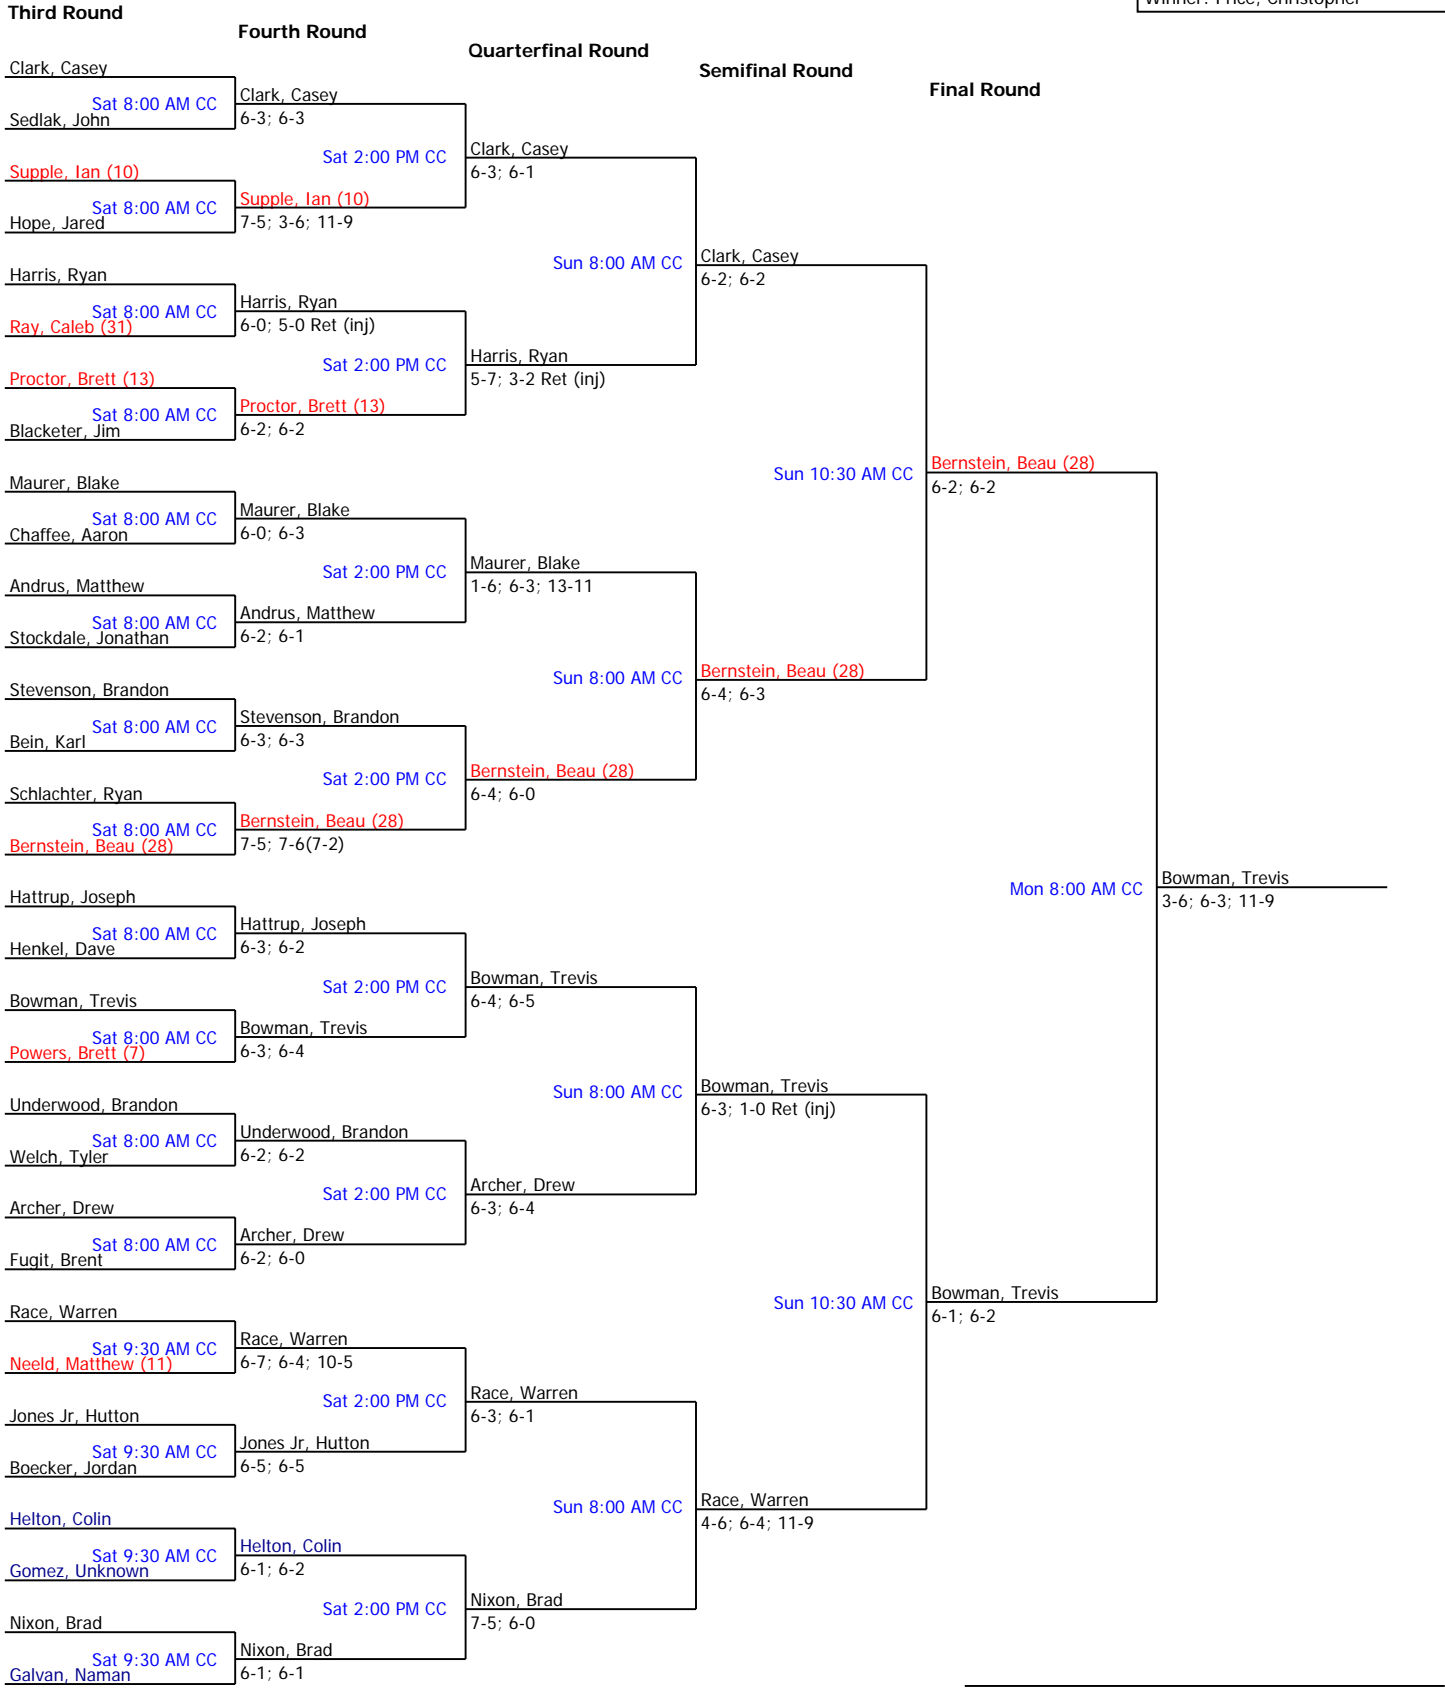 Winner: Price, Christopher
Third Round
Fourth Round
Quarterfinal Round
Semifinal Round
Final Round
Clark, Casey
Sat 8:00 AM CC
Sedlak, John
Clark, Casey
6-3; 6-3
Supple, Ian (10)
Sat 8:00 AM CC
Hope, Jared
Supple, Ian (10)
7-5; 3-6; 11-9
Sat 2:00 PM CC
Clark, Casey
6-3; 6-1
Harris, Ryan
Sat 8:00 AM CC
Ray, Caleb (31)
Harris, Ryan
6-0; 5-0 Ret (inj)
Proctor, Brett (13)
Sat 8:00 AM CC
Blacketer, Jim
Proctor, Brett (13)
6-2; 6-2
Sat 2:00 PM CC
Harris, Ryan
5-7; 3-2 Ret (inj)
Sun 8:00 AM CC
Clark, Casey
6-2; 6-2
Maurer, Blake
Sat 8:00 AM CC
Chaffee, Aaron
Maurer, Blake
6-0; 6-3
Andrus, Matthew
Sat 8:00 AM CC
Stockdale, Jonathan
Andrus, Matthew
6-2; 6-1
Sat 2:00 PM CC
Maurer, Blake
1-6; 6-3; 13-11
Stevenson, Brandon
Sat 8:00 AM CC
Bein, Karl
Stevenson, Brandon
6-3; 6-3
Schlachter, Ryan
Sat 8:00 AM CC
Bernstein, Beau (28)
Bernstein, Beau (28)
7-5; 7-6(7-2)
Sat 2:00 PM CC
Bernstein, Beau (28)
6-4; 6-0
Sun 8:00 AM CC
Bernstein, Beau (28)
6-4; 6-3
Sun 10:30 AM CC
Bernstein, Beau (28)
6-2; 6-2
Hattrup, Joseph
Sat 8:00 AM CC
Henkel, Dave
Hattrup, Joseph
6-3; 6-2
Bowman, Trevis
Sat 8:00 AM CC
Powers, Brett (7)
Bowman, Trevis
6-3; 6-4
Sat 2:00 PM CC
Bowman, Trevis
6-4; 6-5
Underwood, Brandon
Sat 8:00 AM CC
Welch, Tyler
Underwood, Brandon
6-2; 6-2
Archer, Drew
Sat 8:00 AM CC
Fugit, Brent
Archer, Drew
6-2; 6-0
Sat 2:00 PM CC
Archer, Drew
6-3; 6-4
Sun 8:00 AM CC
Bowman, Trevis
6-3; 1-0 Ret (inj)
Race, Warren
Sat 9:30 AM CC
Neeld, Matthew (11)
Race, Warren
6-7; 6-4; 10-5
Jones Jr, Hutton
Sat 9:30 AM CC
Boecker, Jordan
Jones Jr, Hutton
6-5; 6-5
Sat 2:00 PM CC
Race, Warren
6-3; 6-1
Helton, Colin
Sat 9:30 AM CC
Gomez, Unknown
Helton, Colin
6-1; 6-2
Nixon, Brad
Sat 9:30 AM CC
Galvan, Naman
Nixon, Brad
6-1; 6-1
Sat 2:00 PM CC
Nixon, Brad
7-5; 6-0
Sun 8:00 AM CC
Race, Warren
4-6; 6-4; 11-9
Sun 10:30 AM CC
Bowman, Trevis
6-1; 6-2
Mon 8:00 AM CC
Bowman, Trevis
3-6; 6-3; 11-9